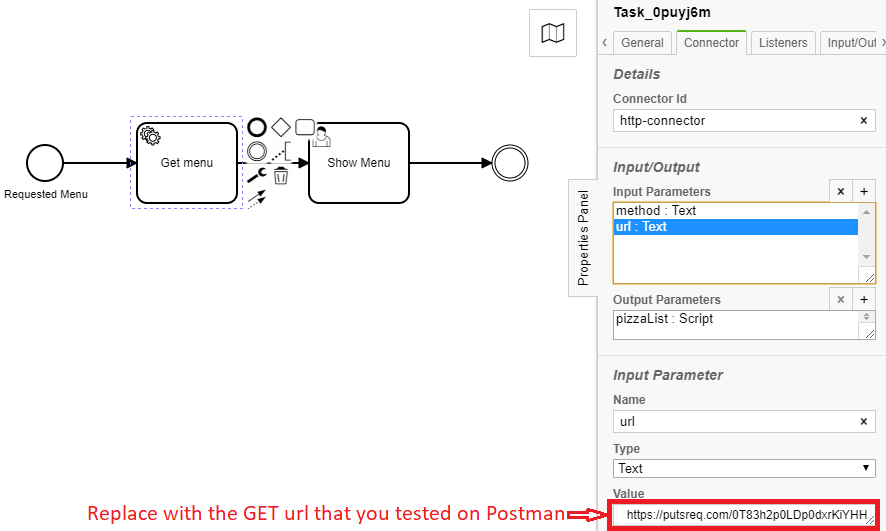 Task_0puyj6m
General
Connector
Listeners
Input/Out
Details
Connector Id
http-connector
Input/Output
Input Parameters
method : Text
url : Text
Output Parameters
pizzaList : Script
Input Parameter
Name
url
Type
Text
Value
https://putsreq.com/0T83h2p0LDp0dxrKiYHH
Properties Panel
Requested Menu
Get menu
Show Menu
Replace with the GET url that you tested on Postman